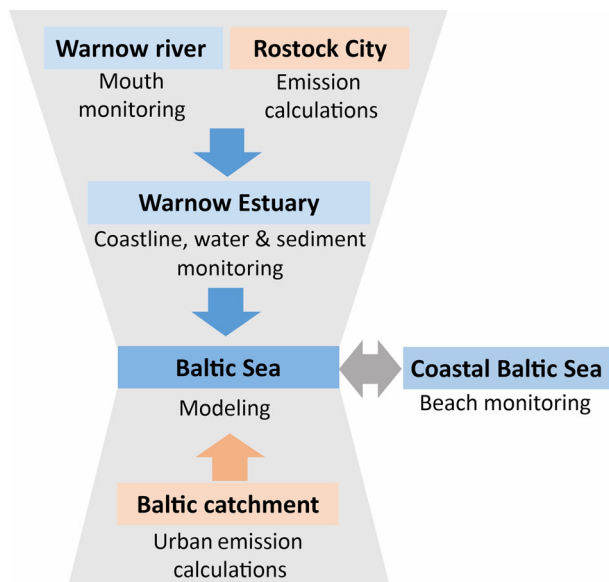 Warnow river
Mouth
monitoring
Rostock City
Emission
calculations
Warnow Estuary
Coastline, water & sediment
monitoring
Baltic Sea
Modeling
Coastal Baltic Sea
Beach monitoring
Baltic catchment
Urban emission
calculations